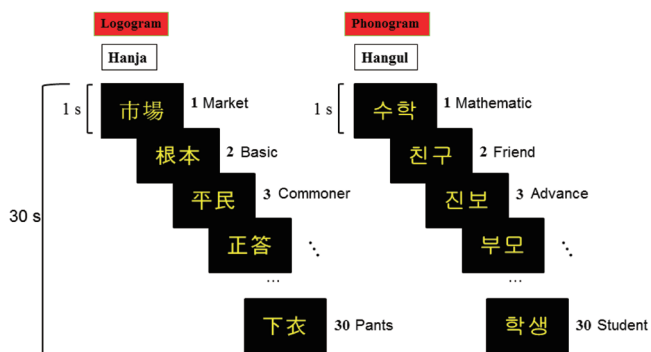 Logogram
Hanja
1 s
市場
1 Market
根本
2 Basic
平民
3 Commoner
正答
⋱
...
下衣
30 Pants
30 s
Phonogram
Hangul
1 s
수학
1 Mathematic
친구
2 Friend
진보
3 Advance
부모
⋱
...
학생
30 Student